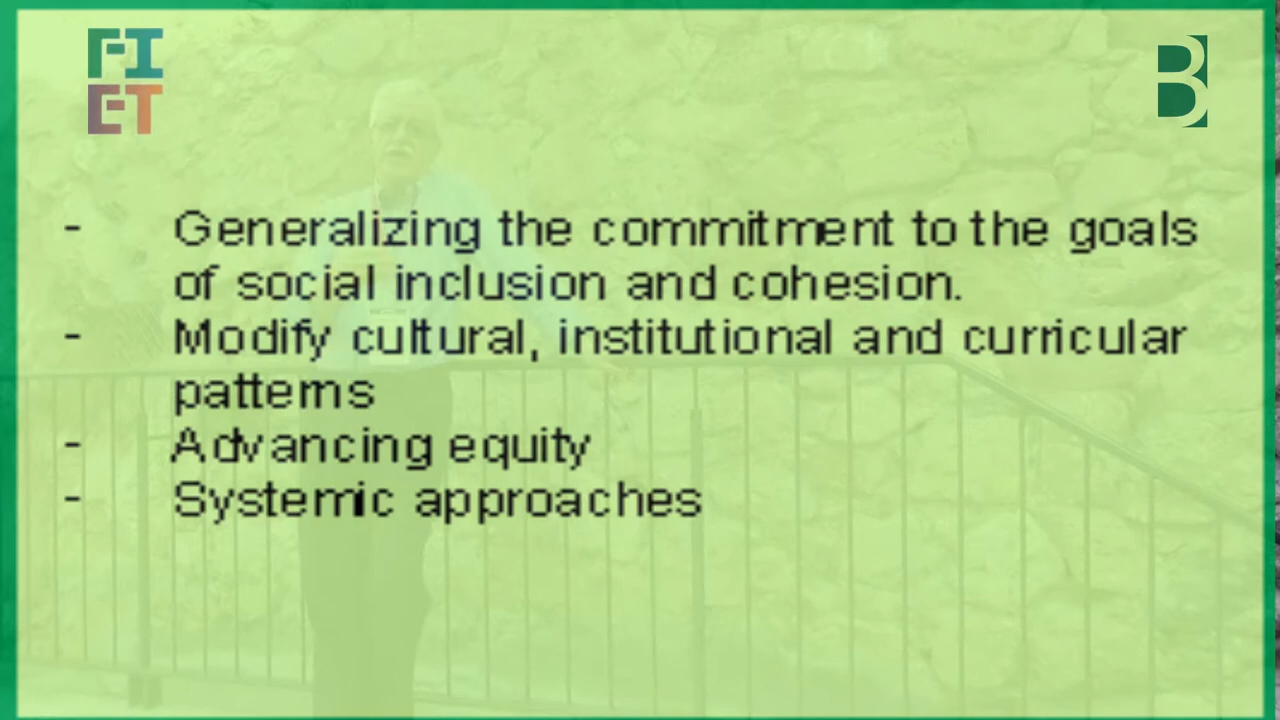 FI
ET
B
- Generalizing the commitment to the goals
of social inclusion and cohesion.
- Modify cultural, institutional and curricular
patterns
- Advancing equity
- Systemic approaches